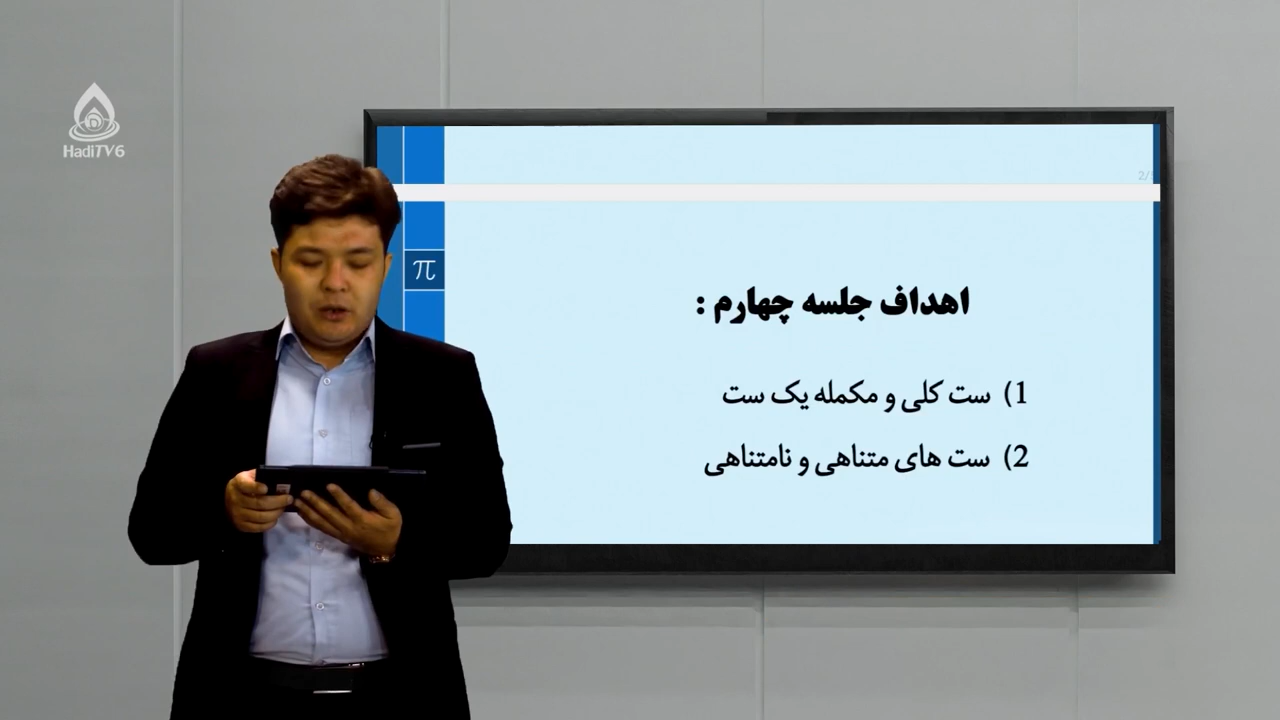 HadiTV6
π
اهداف جلسه چهارم :
1) ست کلی و مکمله یک ست
2) ست های متناهی و نامتناهی